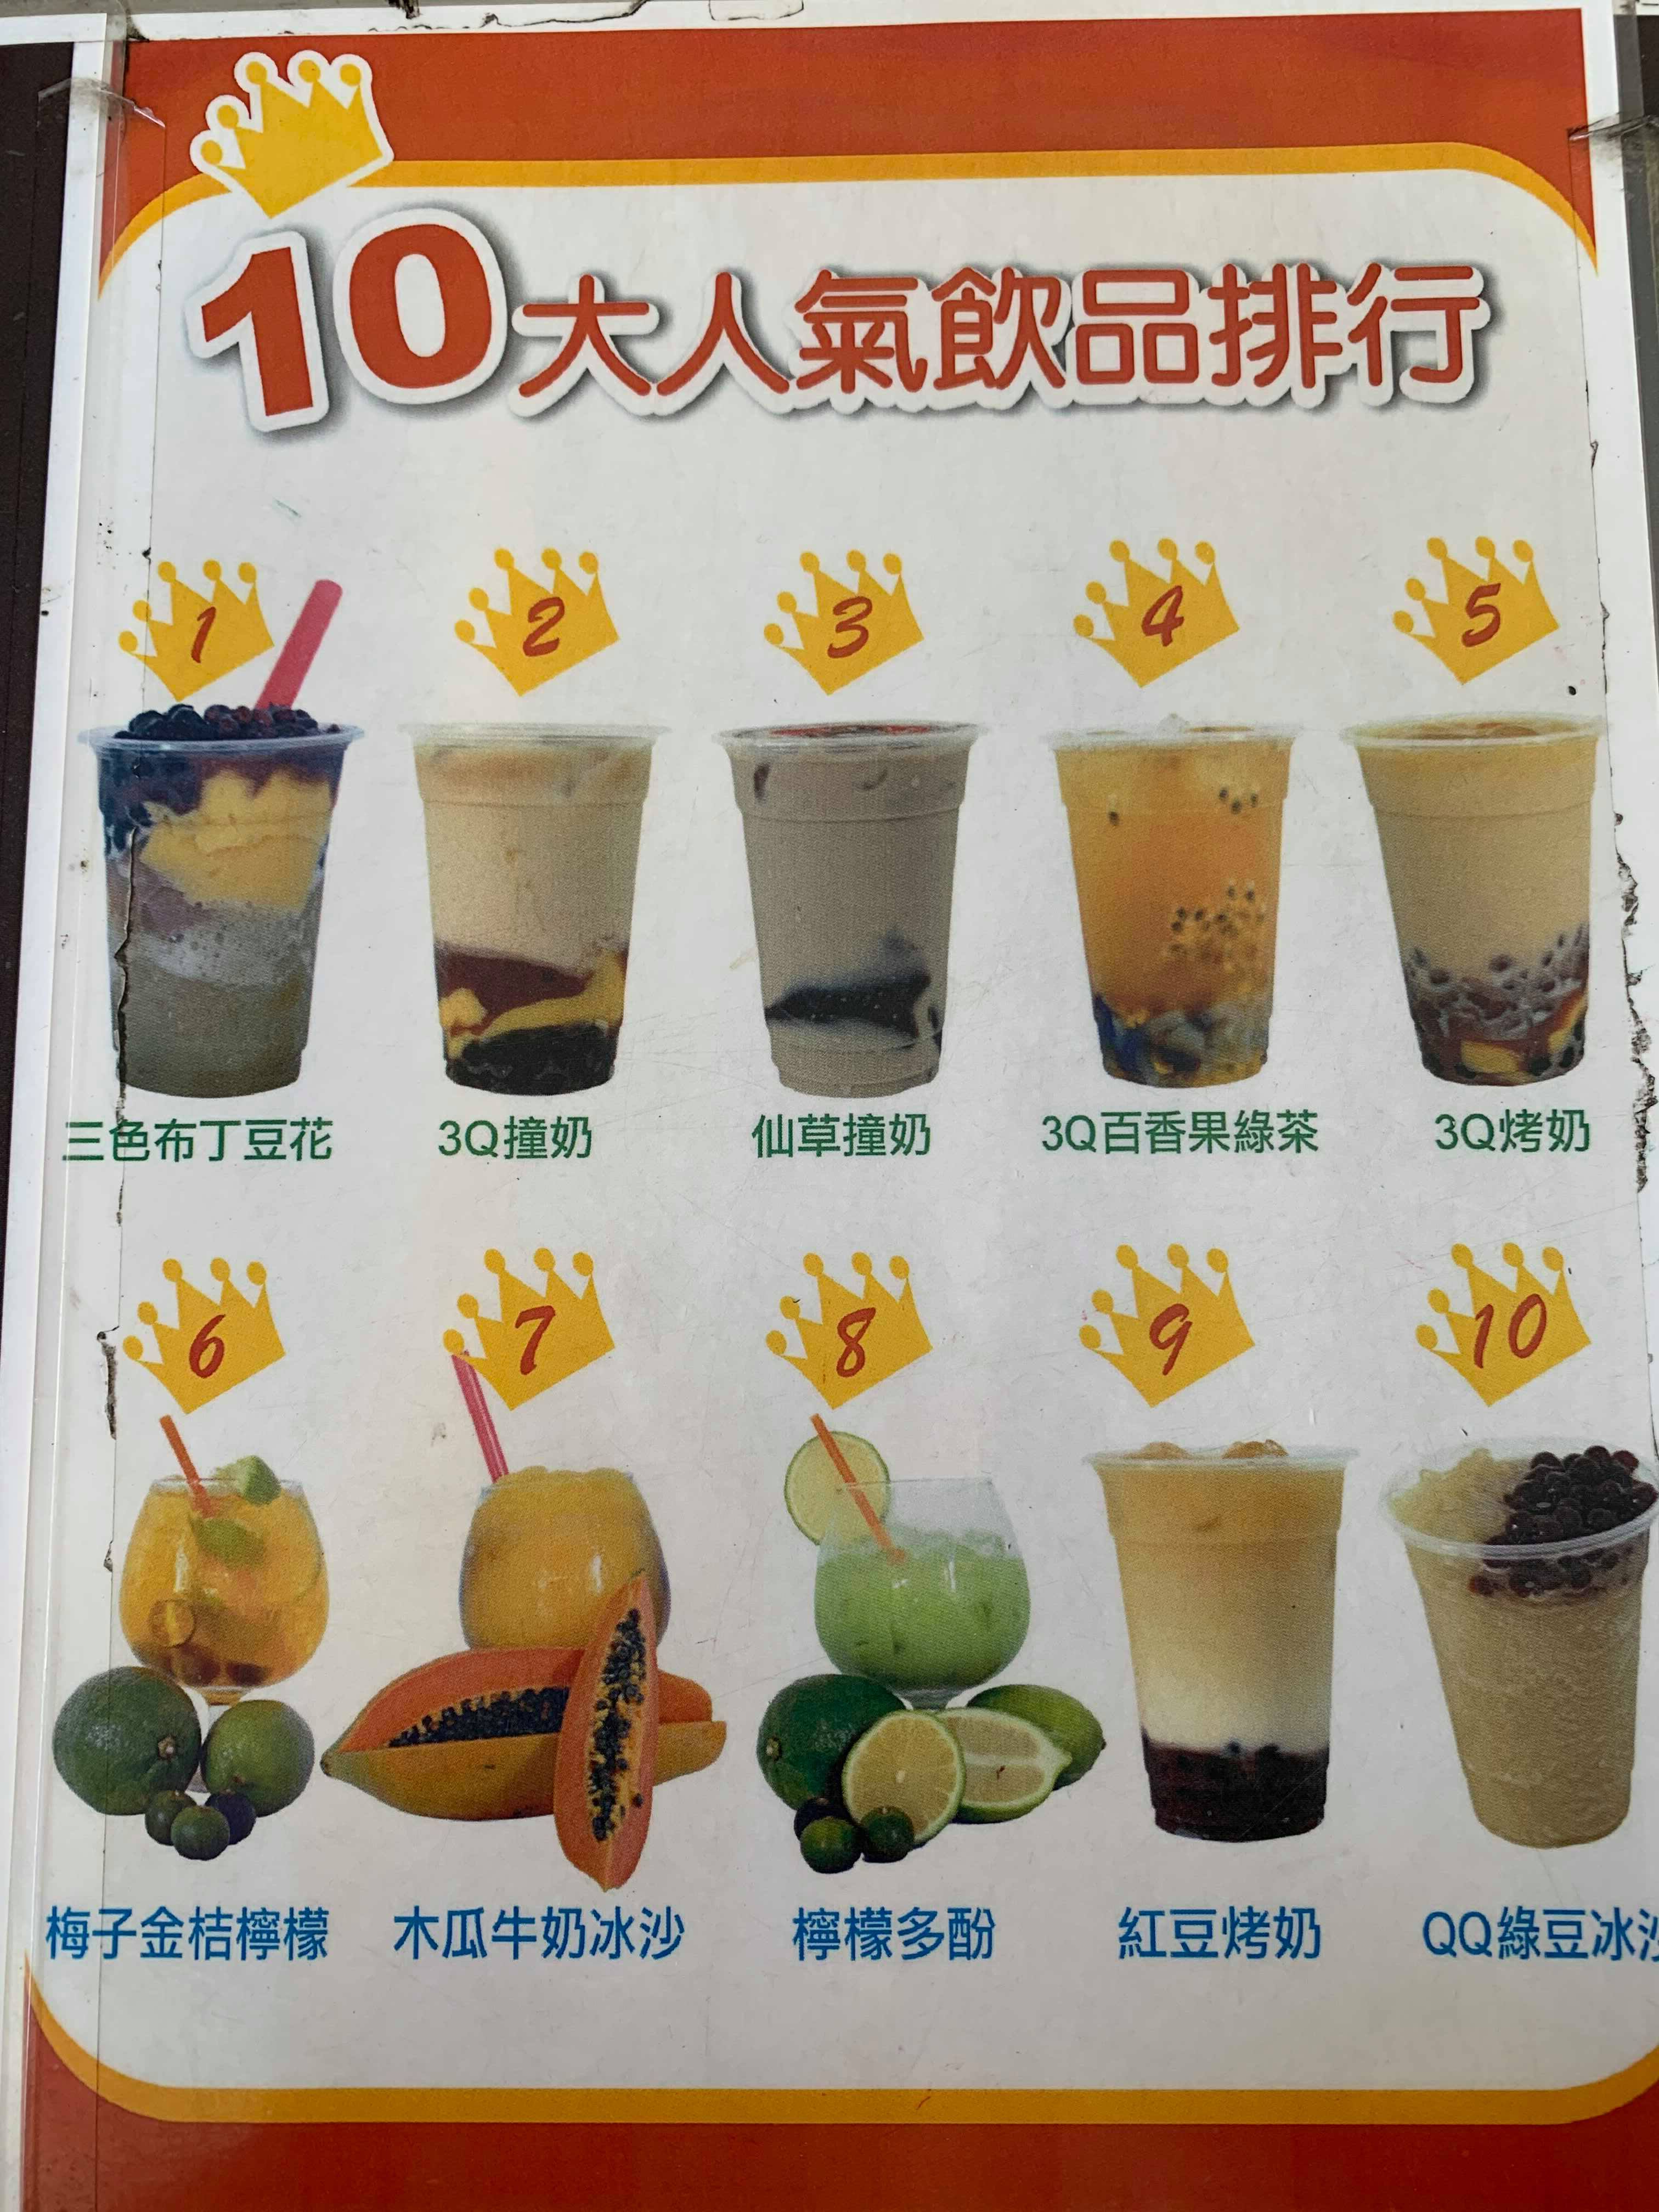 10大人氣飲品排行
1 2 3 4 5
三色布丁豆花 3Q撞奶 仙草撞奶 3Q百香果綠茶 3Q烤奶
6 7 8 9 10
梅子金桔檸檬 木瓜牛奶冰沙 檸檬多酚 紅豆烤奶 QQ綠豆冰沙